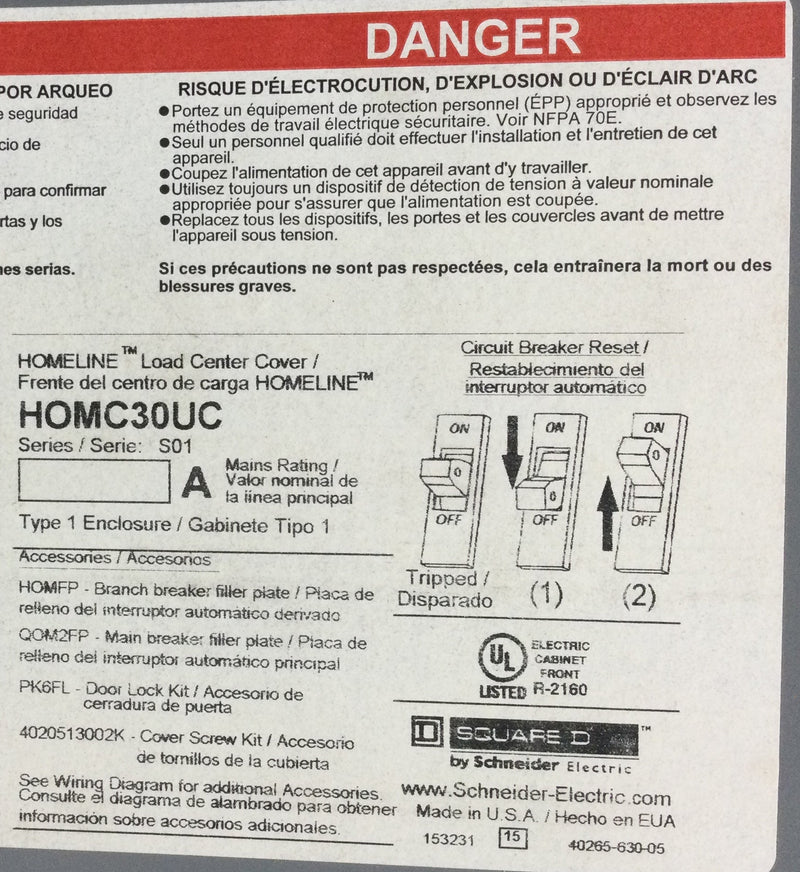 DANGER
POR ARQUEO
seguridad
cio de
para confirmar
rtas y los
nes serias.
RISQUE D'ÉLECTROCUTION, D'EXPLOSION OU D'ÉCLAIR D'ARC
●Portez un équipement de protection personnel (ÉPP) approprié et observez les
méthodes de travail électrique sécuritaire. Voir NFPA 70E.
●Seul un personnel qualifié doit effectuer l'installation et l'entretien de cet
appareil.
●Coupez l'alimentation de cet appareil avant d'y travailler.
●Utilisez toujours un dispositif de détection de tension à valeur nominale
appropriée pour s'assurer que l'alimentation est coupée.
●Replacez tous les dispositifs, les portes et les couvercles avant de mettre
l'appareil sous tension.
Si ces précautions ne sont pas respectées, cela entraînera la mort ou des
blessures graves.
HOMELINE™ Load Center Cover /
Frente del centro de carga HOMELINE™
HOMC30UC
Series / Serie: S01
A
Mains Rating /
Valor nominal de
la línea principal
Type 1 Enclosure / Gabinete Tipo 1
Accessories / Accesorios
HOMFP - Branch breaker filler plate / Placa de
relleno del interruptor automático derivado
QOM2FP - Main breaker filler plate / Placa de
relleno del interruptor automático principal
PK6FL - Door Lock Kit / Accesorio de
cerradura de puerta
4020513002K - Cover Screw Kit / Accesorio
de tornillos de la cubierta
See Wiring Diagram for additional Accessories.
Consulte el diagrama de alambrado para obtener
información sobre accesorios adicionales.
Circuit Breaker Reset /
Restablecimiento del
interruptor automático
ON ON ON
0 0 0
OFF OFF OFF
Tripped /
Disparado
(1)
(2)
UL
LISTED
ELECTRIC
CABINET
FRONT
R-2160
D SQUARE D™
by Schneider Electric
www.Schneider-Electric.com
Made in U.S.A. / Hecho en EUA
153231 15 40265-630-05